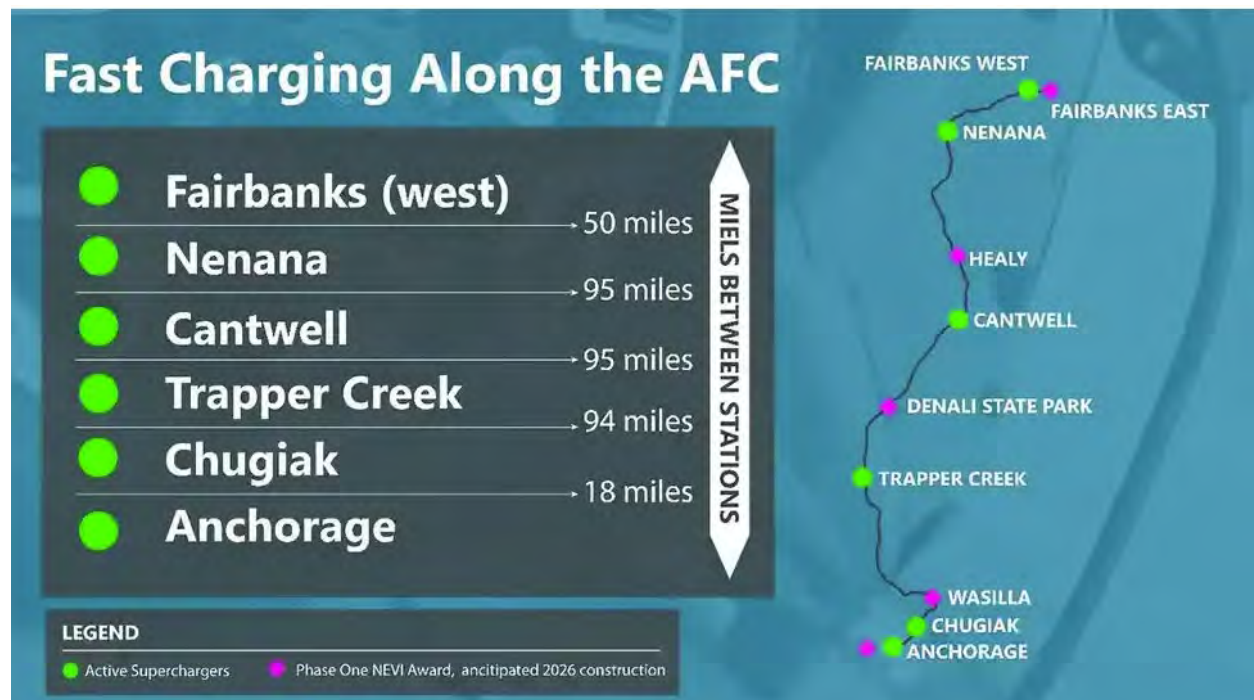 Fast Charging Along the AFC
Fairbanks (west)
50 miles
Nenana
95 miles
Cantwell
95 miles
Trapper Creek
94 miles
Chugiak
18 miles
Anchorage
MIELS BETWEEN STATIONS
LEGEND
Active Superchargers
Phase One NEVI Award, ancitipated 2026 construction
FAIRBANKS WEST
FAIRBANKS EAST
NENANA
HEALY
CANTWELL
DENALI STATE PARK
TRAPPER CREEK
WASILLA
CHUGIAK
ANCHORAGE